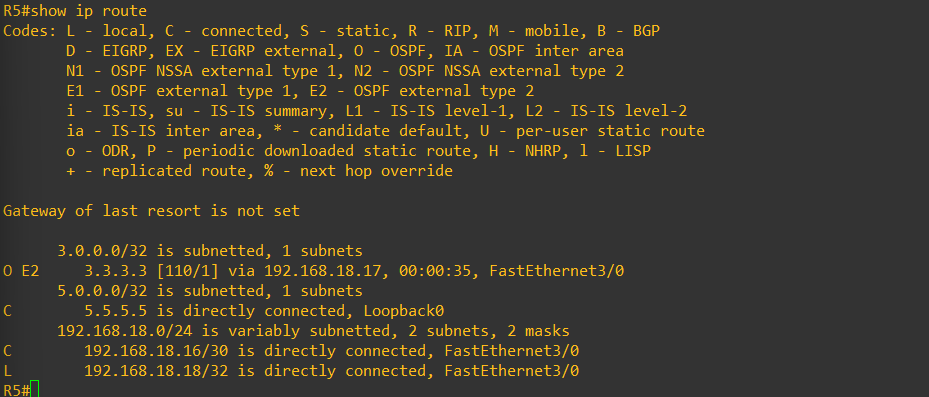 R5#show ip route
Codes: L - local, C - connected, S - static, R - RIP, M - mobile, B - BGP
       D - EIGRP, EX - EIGRP external, O - OSPF, IA - OSPF inter area
       N1 - OSPF NSSA external type 1, N2 - OSPF NSSA external type 2
       E1 - OSPF external type 1, E2 - OSPF external type 2
       i - IS-IS, su - IS-IS summary, L1 - IS-IS level-1, L2 - IS-IS level-2
       ia - IS-IS inter area, * - candidate default, U - per-user static route
       o - ODR, P - periodic downloaded static route, H - NHRP, l - LISP
       + - replicated route, % - next hop override

Gateway of last resort is not set

      3.0.0.0/32 is subnetted, 1 subnets
O E2     3.3.3.3 [110/1] via 192.168.18.17, 00:00:35, FastEthernet3/0
      5.0.0.0/32 is subnetted, 1 subnets
C        5.5.5.5 is directly connected, Loopback0
      192.168.18.0/24 is variably subnetted, 2 subnets, 2 masks
C        192.168.18.16/30 is directly connected, FastEthernet3/0
L        192.168.18.18/32 is directly connected, FastEthernet3/0
R5#